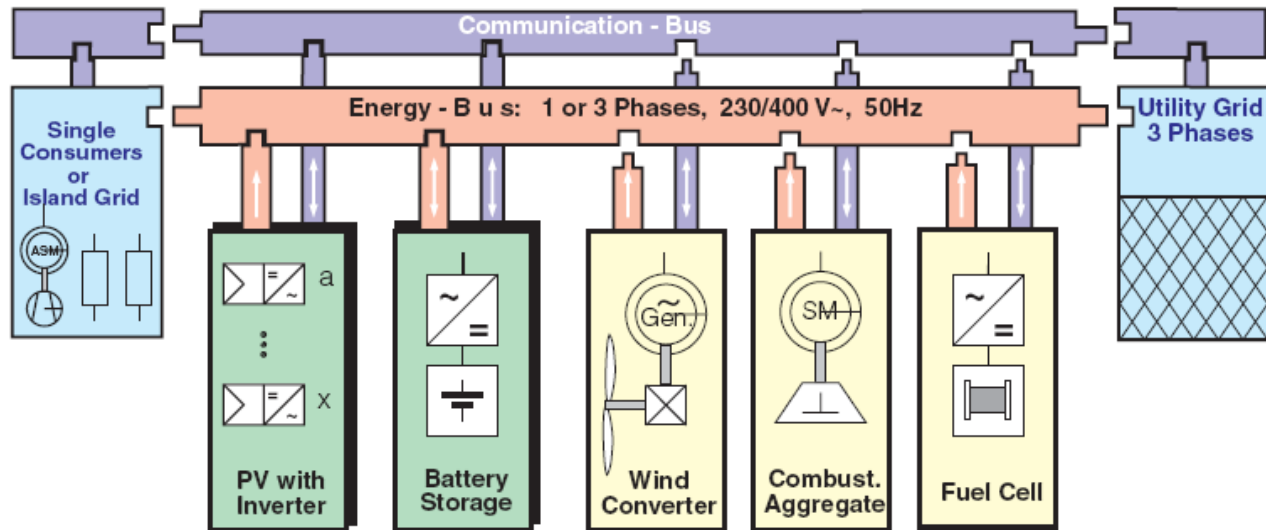 Communication - Bus
Energy - B u s: 1 or 3 Phases, 230/400 V~, 50Hz
Single
Consumers
or
Island Grid
ASM
Utility Grid
3 Phases
= ~ a
= ~ x
PV with
Inverter
~ =
Battery
Storage
~
Gen.
Wind
Converter
SM
Combust.
Aggregate
~ =
Fuel Cell